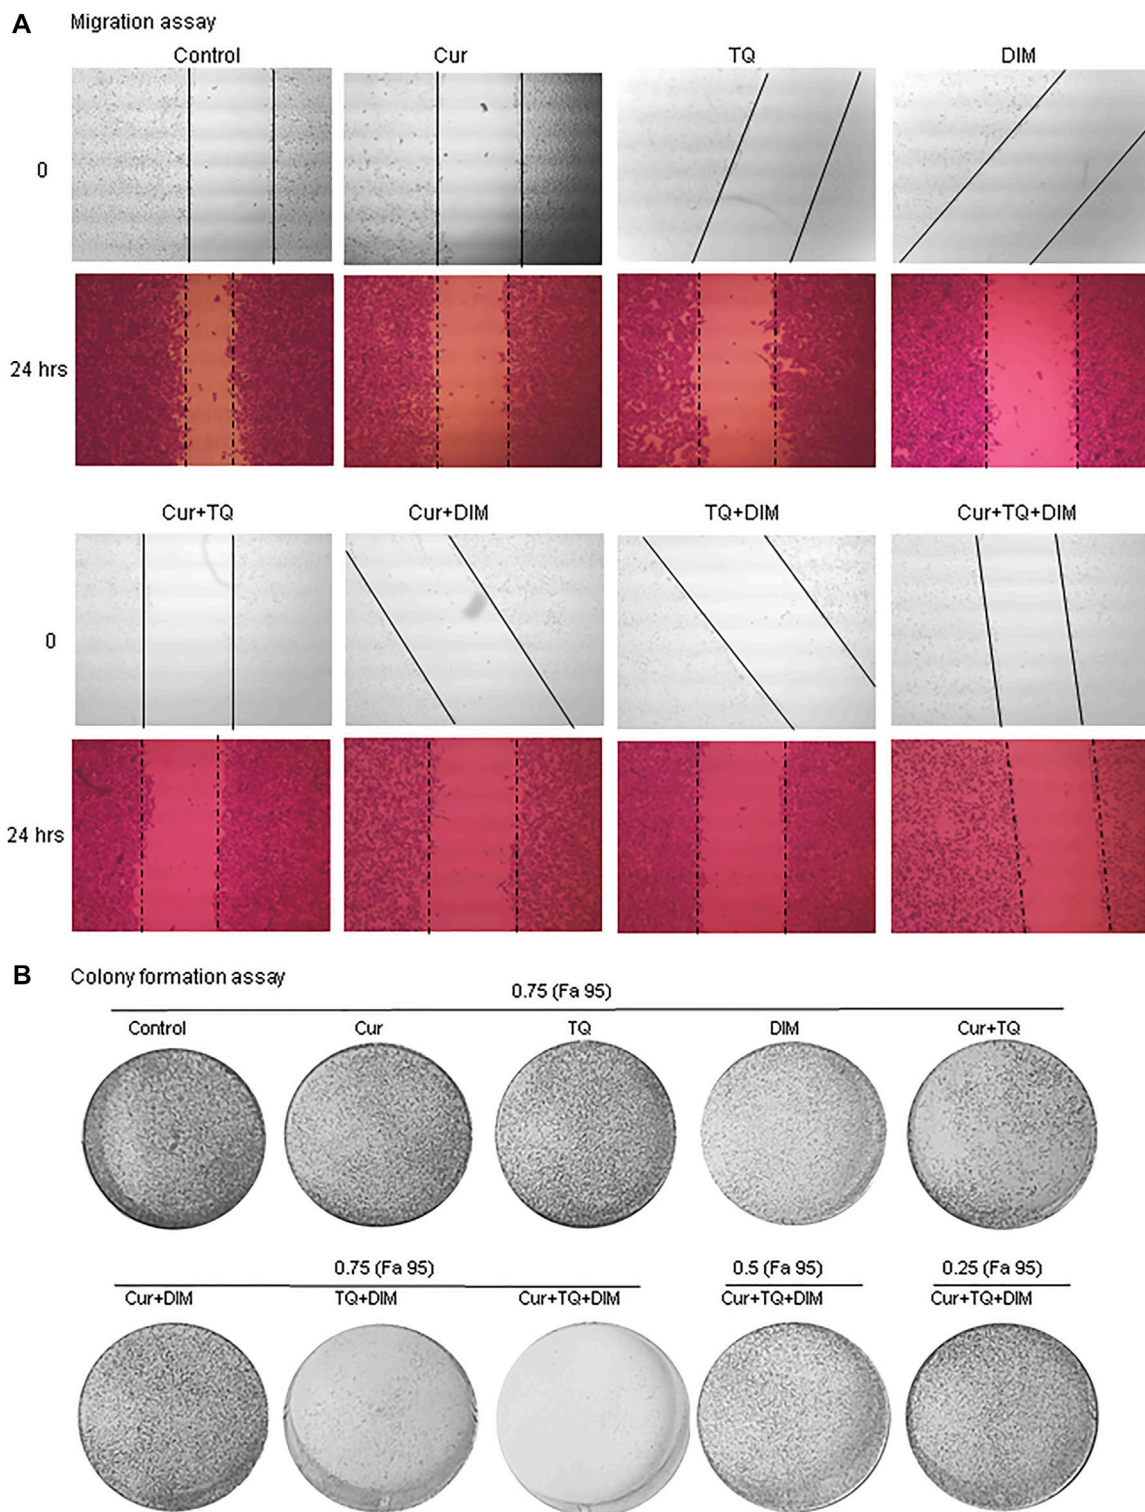 A Migration assay
Control Cur TQ DIM
0
24 hrs
Cur+TQ Cur+DIM TQ+DIM Cur+TQ+DIM
0
24 hrs
B Colony formation assay
0.75 (Fa 95)
Control Cur TQ DIM Cur+TQ
0.75 (Fa 95) 0.5 (Fa 95) 0.25 (Fa 95)
Cur+DIM TQ+DIM Cur+TQ+DIM Cur+TQ+DIM Cur+TQ+DIM